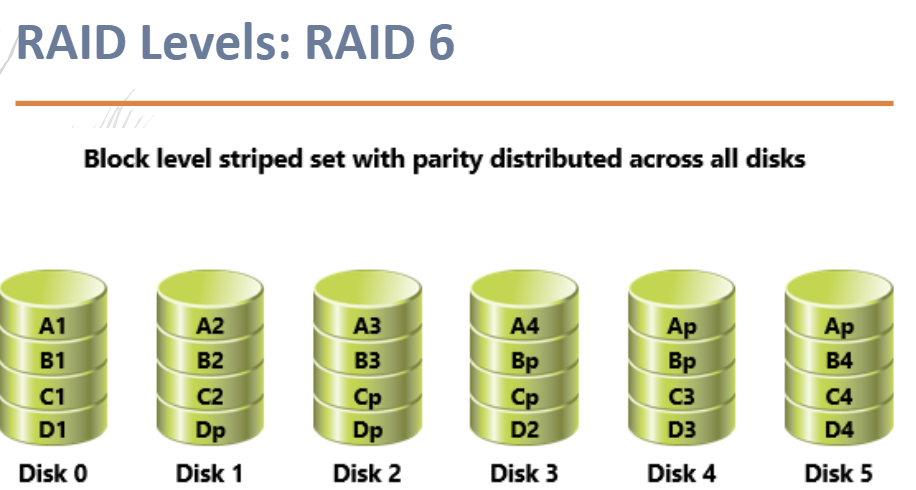 RAID Levels: RAID 6
Block level striped set with parity distributed across all disks
A1 A2 A3 A4 Ap Ap
B1 B2 B3 Bp Bp B4
C1 C2 Cp Cp C3 C4
D1 Dp Dp D2 D3 D4
Disk 0 Disk 1 Disk 2 Disk 3 Disk 4 Disk 5